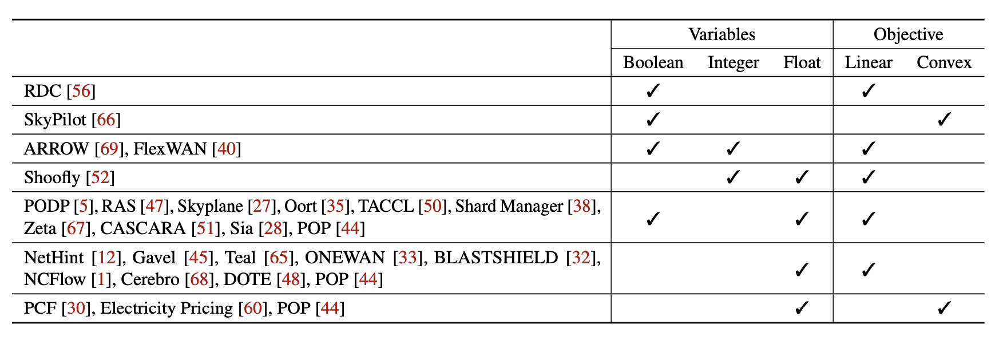 Variables Objective
Boolean Integer Float Linear Convex
RDC [56] ✓ ✓
SkyPilot [66] ✓ ✓
ARROW [69], FlexWAN [40] ✓ ✓ ✓
Shoofly [52] ✓ ✓ ✓
PODP [5], RAS [47], Skyplane [27], Oort [35], TACCL [50], Shard Manager [38],
Zeta [67], CASCARA [51], Sia [28], POP [44] ✓ ✓ ✓
NetHint [12], Gavel [45], Teal [65], ONEWAN [33], BLASTSHIELD [32],
NCFlow [1], Cerebro [68], DOTE [48], POP [44] ✓ ✓
PCF [30], Electricity Pricing [60], POP [44] ✓ ✓